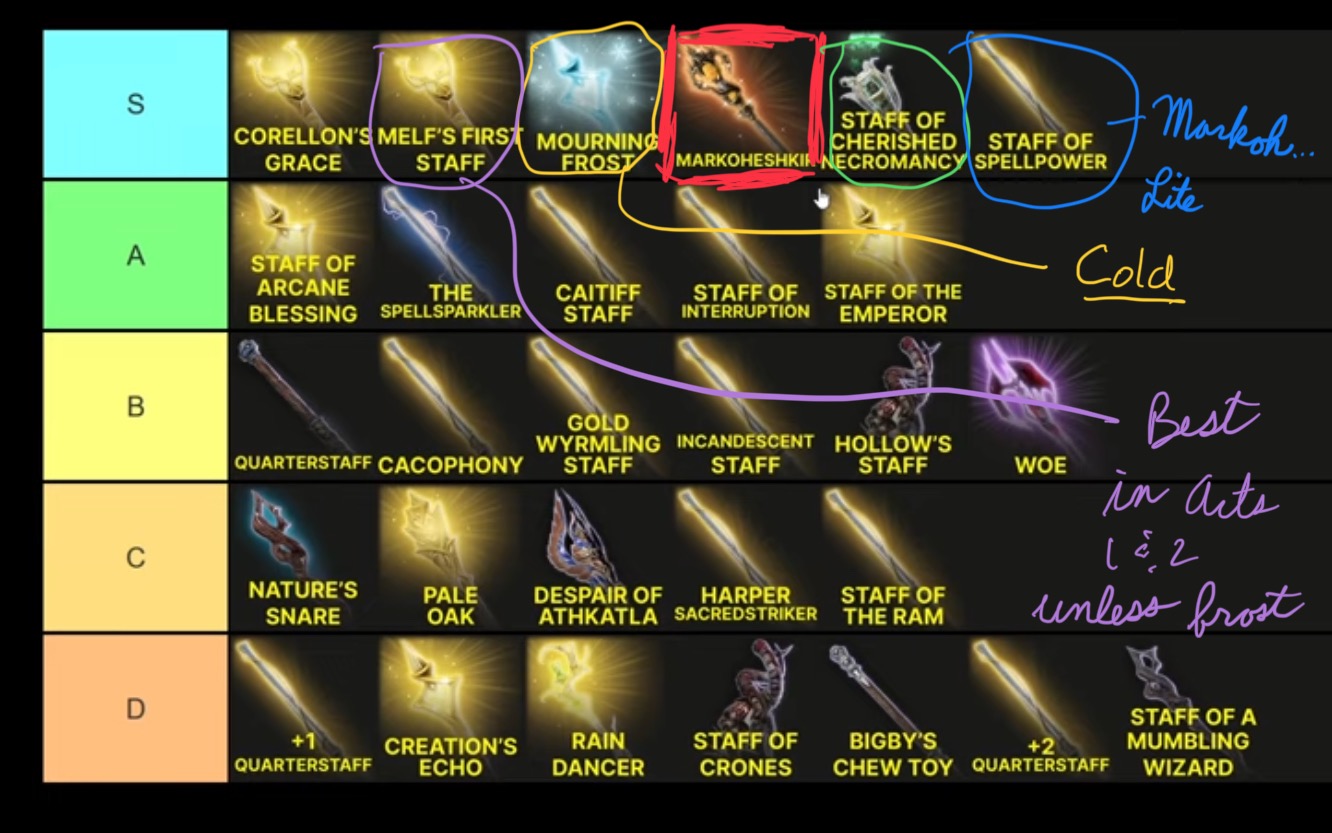 S
CORELLON'S
GRACE
MELF'S FIRST
STAFF
MOURNING
FROST
MARKOHESHKIR
STAFF OF
CHERISHED
NECROMANCY
STAFF OF
SPELLPOWER
Markoh...
Lite
A
STAFF OF
ARCANE
BLESSING
THE
SPELLSPARKLER
CAITIFF
STAFF
STAFF OF
INTERRUPTION
STAFF OF THE
EMPEROR
Cold
B
QUARTERSTAFF
CACOPHONY
GOLD
WYRMLING
STAFF
INCANDESCENT
STAFF
HOLLOW'S
STAFF
WOE
Best
in Acts
1 & 2
unless frost
C
NATURE'S
SNARE
PALE
OAK
DESPAIR OF
ATHKATLA
HARPER
SACREDSTRIKER
STAFF OF
THE RAM
D
+1
QUARTERSTAFF
CREATION'S
ECHO
RAIN
DANCER
STAFF OF
CRONES
BIGBY'S
CHEW TOY
+2
QUARTERSTAFF
STAFF OF A
MUMBLING
WIZARD